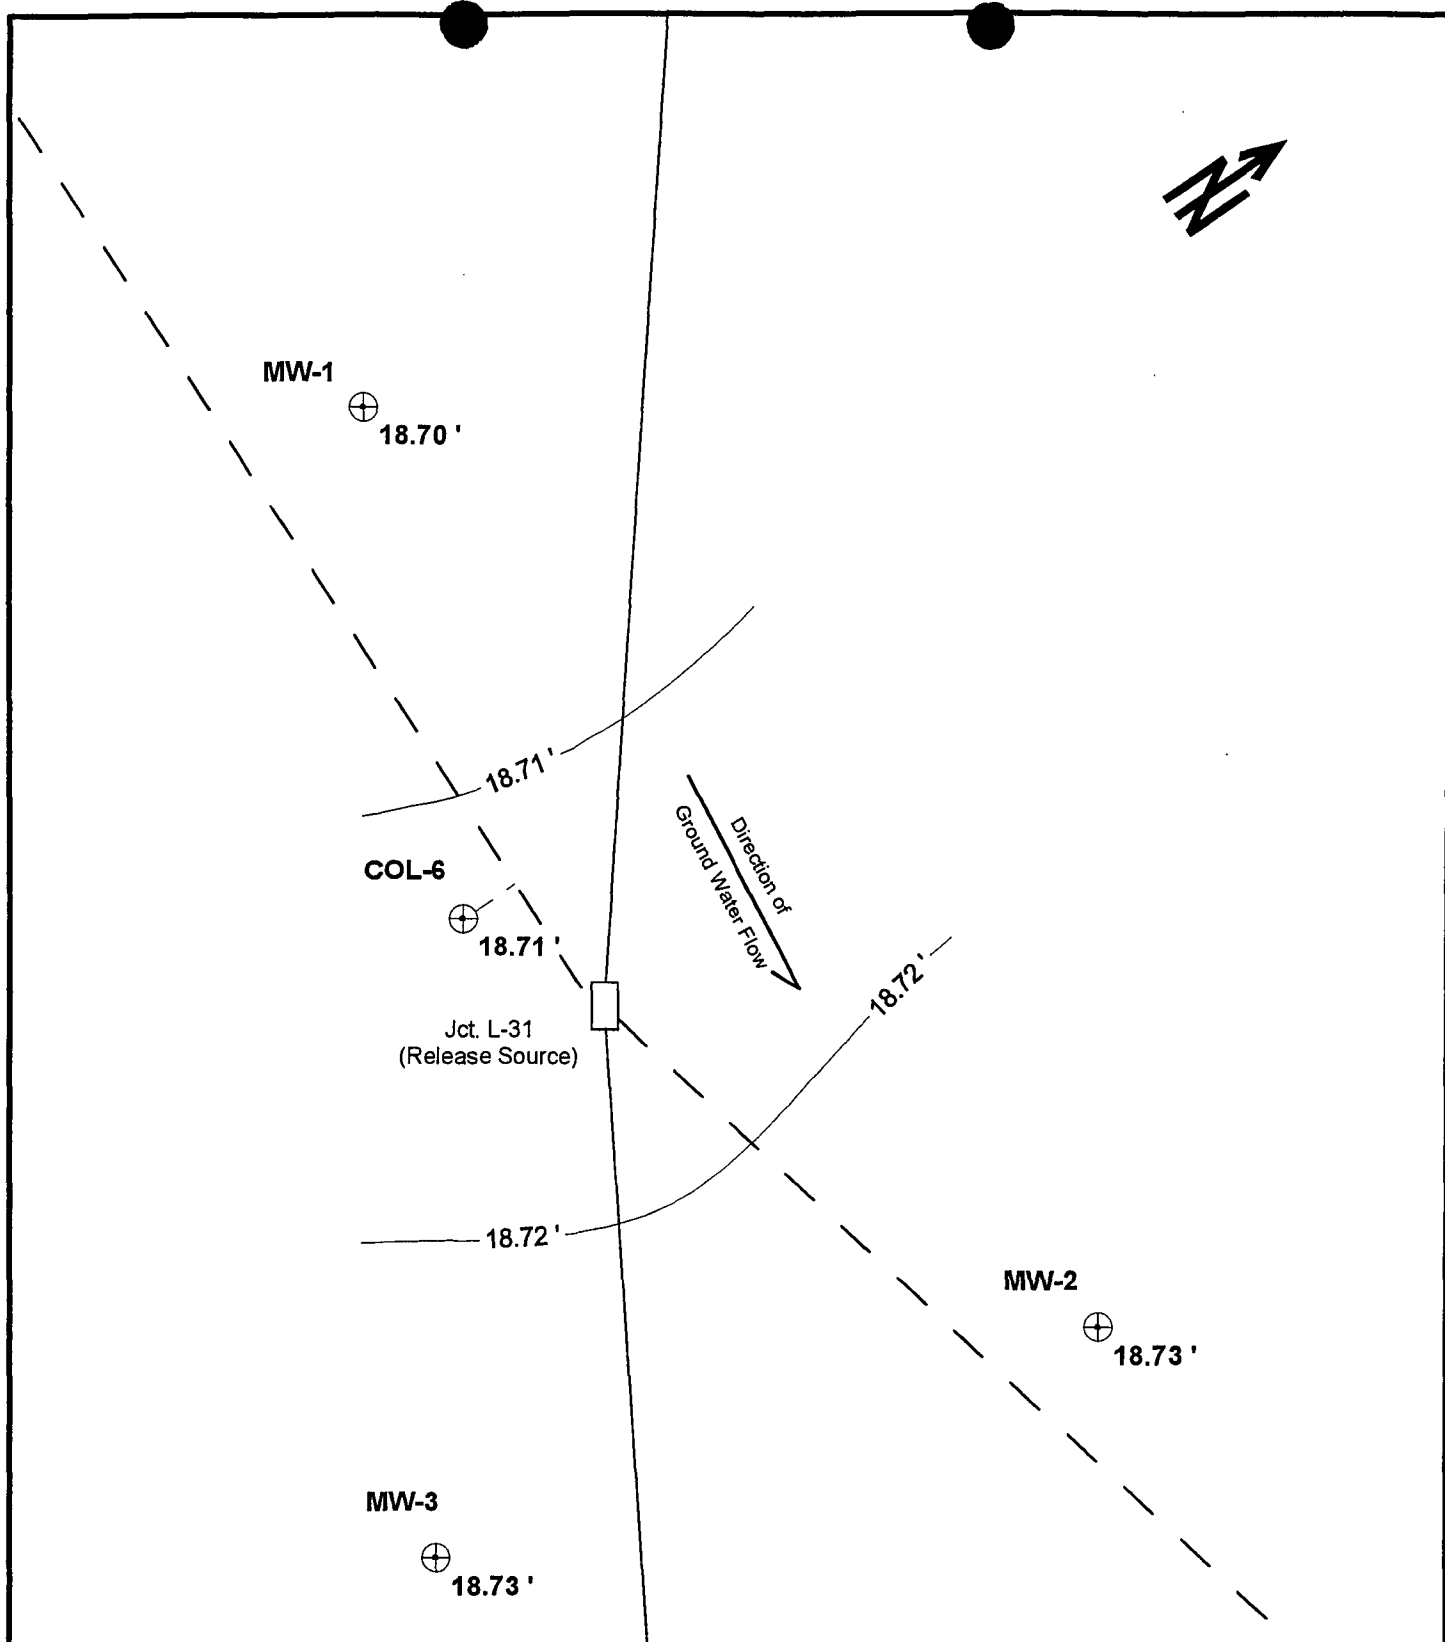 N
MW-1
18.70 '
18.71 '
Direction of
Ground Water Flow
COL-6
18.71 '
18.72 '
Jct. L-31
(Release Source)
18.72 '
MW-2
18.73 '
MW-3
18.73 '